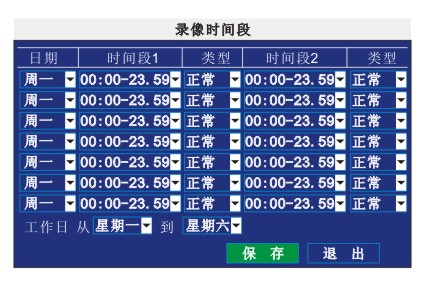 录像时间段
日期 时间段1 类型 时间段2 类型
周一 00:00-23.59 正常 00:00-23.59 正常
周一 00:00-23.59 正常 00:00-23.59 正常
周一 00:00-23.59 正常 00:00-23.59 正常
周一 00:00-23.59 正常 00:00-23.59 正常
周一 00:00-23.59 正常 00:00-23.59 正常
周一 00:00-23.59 正常 00:00-23.59 正常
周一 00:00-23.59 正常 00:00-23.59 正常
工作日 从 星期一 到 星期六
保存 退出